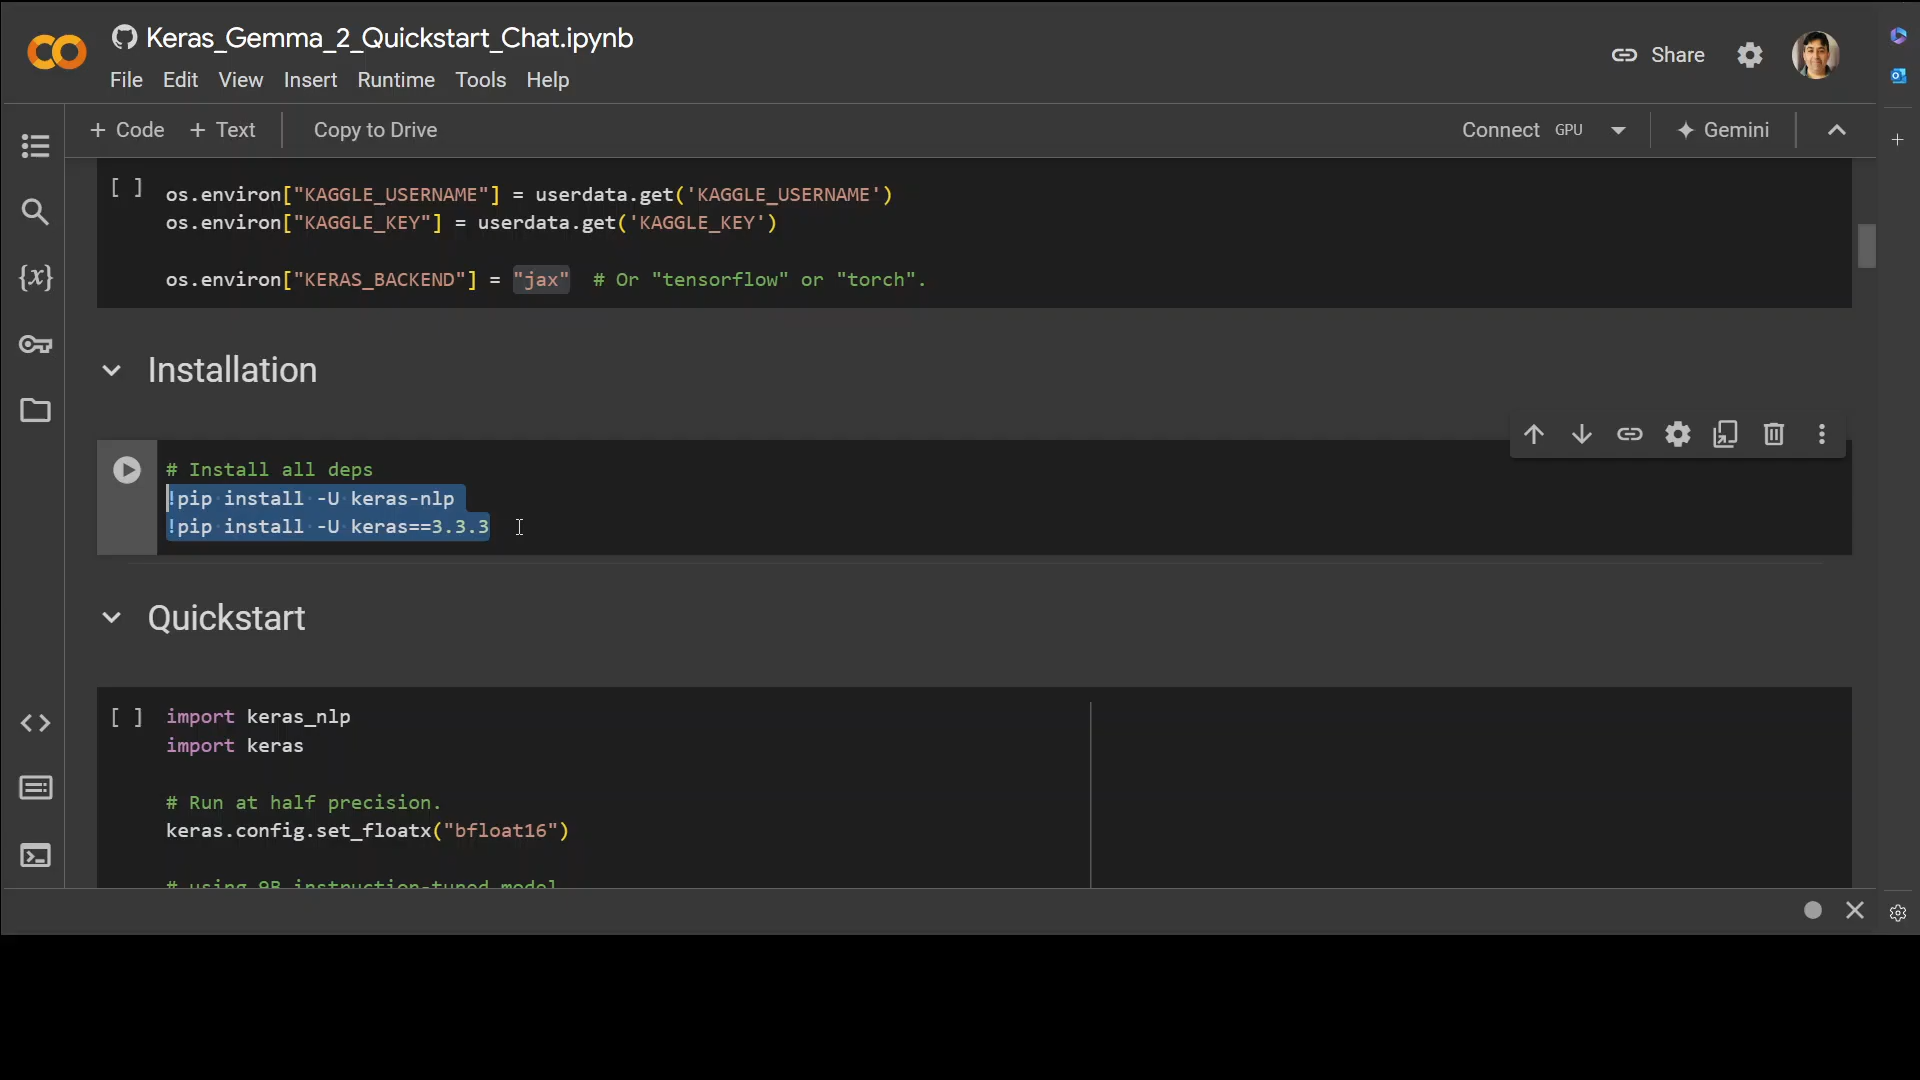 Keras_Gemma_2_Quickstart_Chat.ipynb
File Edit View Insert Runtime Tools Help
Share
+ Code + Text Copy to Drive
Connect GPU Gemini
[ ] os.environ["KAGGLE_USERNAME"] = userdata.get('KAGGLE_USERNAME')
os.environ["KAGGLE_KEY"] = userdata.get('KAGGLE_KEY')
os.environ["KERAS_BACKEND"] = "jax" # Or "tensorflow" or "torch".
{x}
Installation
# Install all deps
!pip install -U keras-nlp
!pip install -U keras==3.3.3
Quickstart
[ ] import keras_nlp
import keras
# Run at half precision.
keras.config.set_floatx("bfloat16")
# using 9B instruction-tuned model